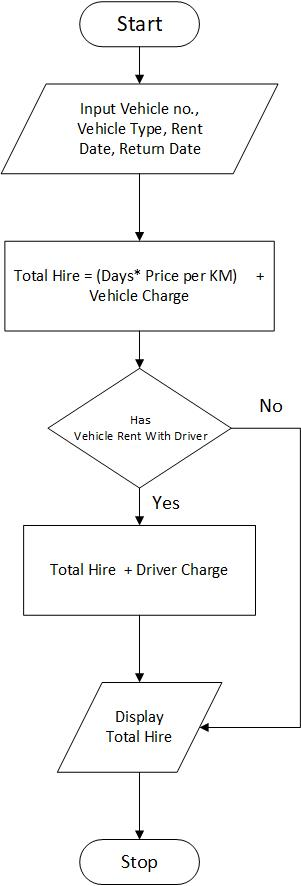 Start
Input Vehicle no.,
Vehicle Type, Rent
Date, Return Date
Total Hire = (Days* Price per KM) +
Vehicle Charge
Has
Vehicle Rent With Driver
No
Yes
Total Hire + Driver Charge
Display
Total Hire
Stop